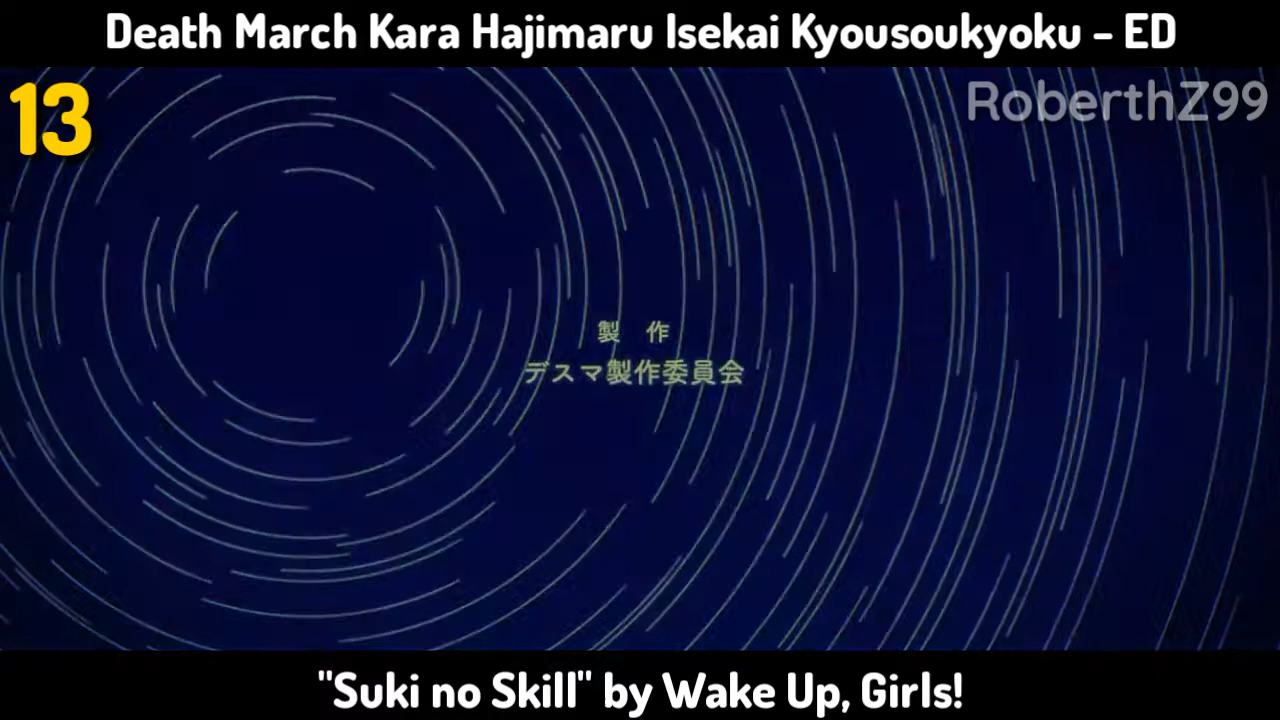 Death March Kara Hajimaru Isekai Kyousoukyoku – ED
13
RoberthZ99
製 作
デスマ製作委員会
"Suki no Skill" by Wake Up, Girls!